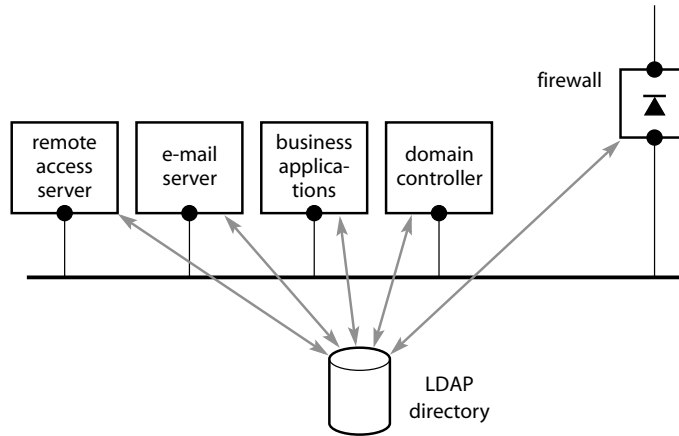 firewall
remote
access
server
e-mail
server
business
applica-
tions
domain
controller
LDAP
directory